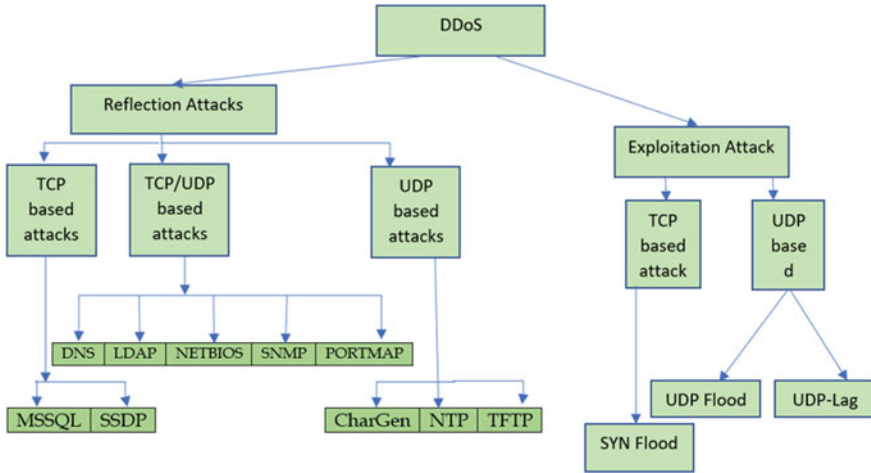 DDoS
Reflection Attacks
Exploitation Attack
TCP
based
attacks
TCP/UDP
based
attacks
UDP
based
attacks
TCP
based
attack
UDP
base
d
DNS LDAP NETBIOS SNMP PORTMAP
MSSQL SSDP
CharGen NTP TFTP
UDP Flood
UDP-Lag
SYN Flood